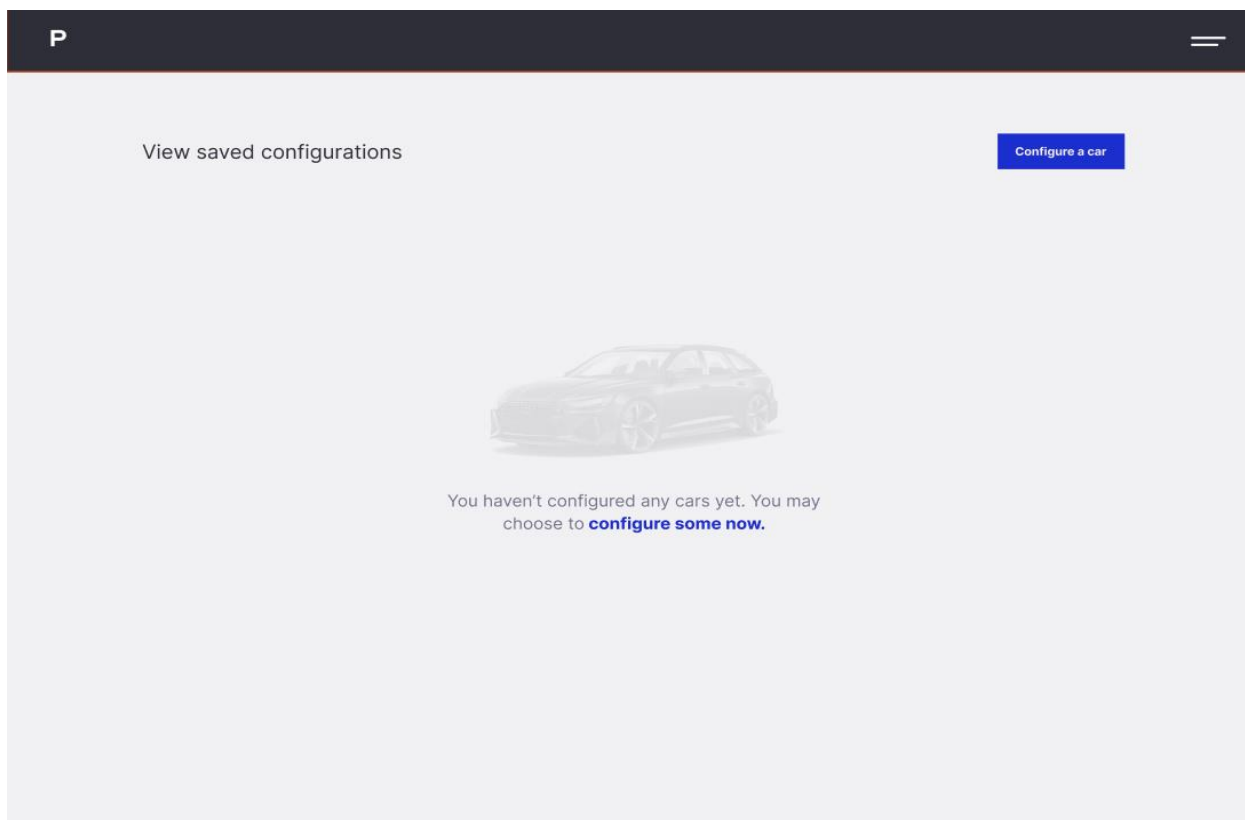 P
View saved configurations
Configure a car
You haven’t configured any cars yet. You may
choose to configure some now.